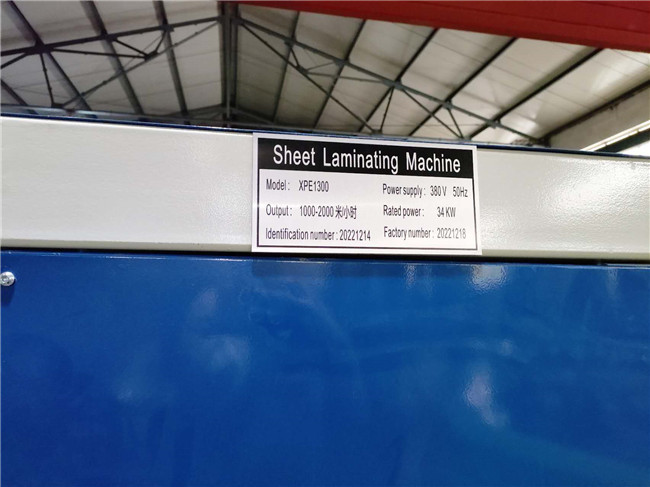 Sheet Laminating Machine
Model: XPE1300 Power supply: 380 V 50Hz
Output: 1000-2000 米/小时 Rated power: 34 KW
Identification number: 20221214 Factory number: 20221218